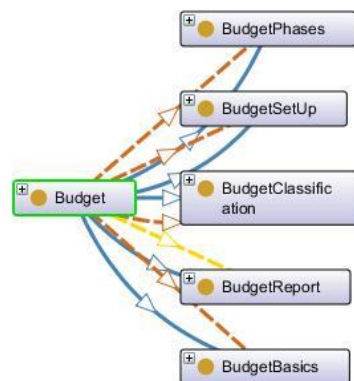 BudgetPhases
BudgetSetUp
Budget
BudgetClassific
ation
BudgetReport
BudgetBasics